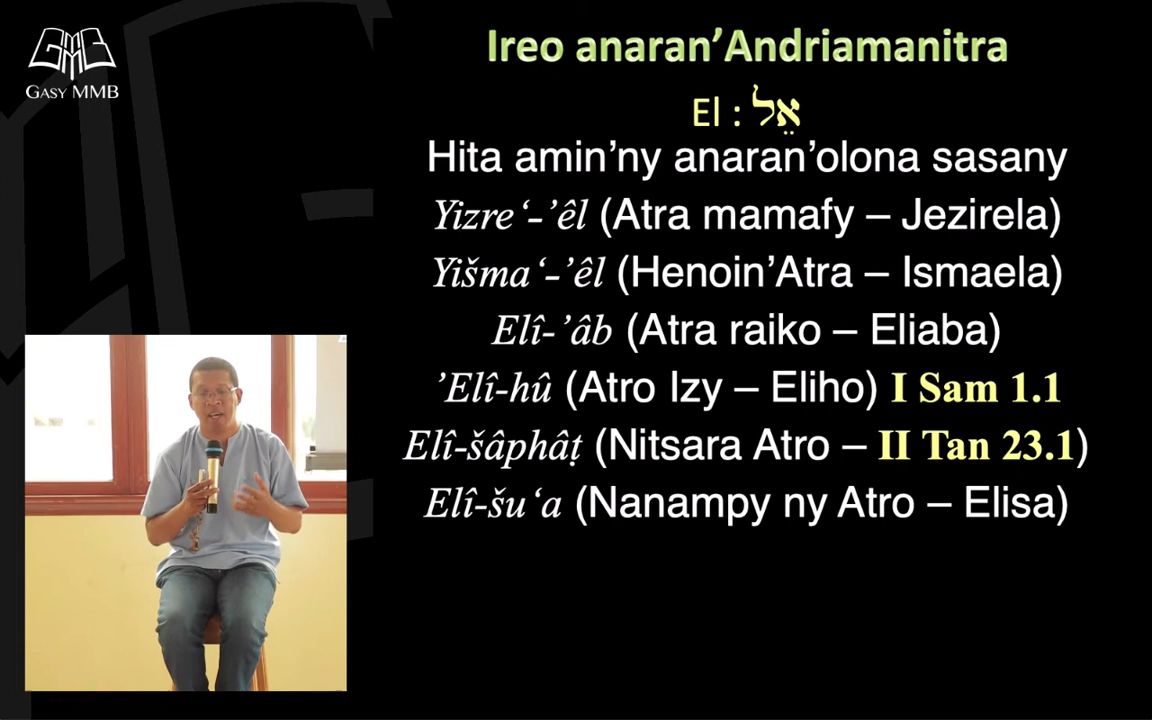 GMMB
GASY MMB
Ireo anaran’Andriamanitra
El : אֵל
Hita amin’ny anaran’olona sasany
Yizre‘-’êl (Atra mamafy – Jezirela)
Yišma‘-’êl (Henoin’Atra – Ismaela)
Elî-’âb (Atra raiko – Eliaba)
’Elî-hû (Atro Izy – Eliho) I Sam 1.1
Elî-šâphâṭ (Nitsara Atro – II Tan 23.1)
Elî-šu‘a (Nanampy ny Atro – Elisa)